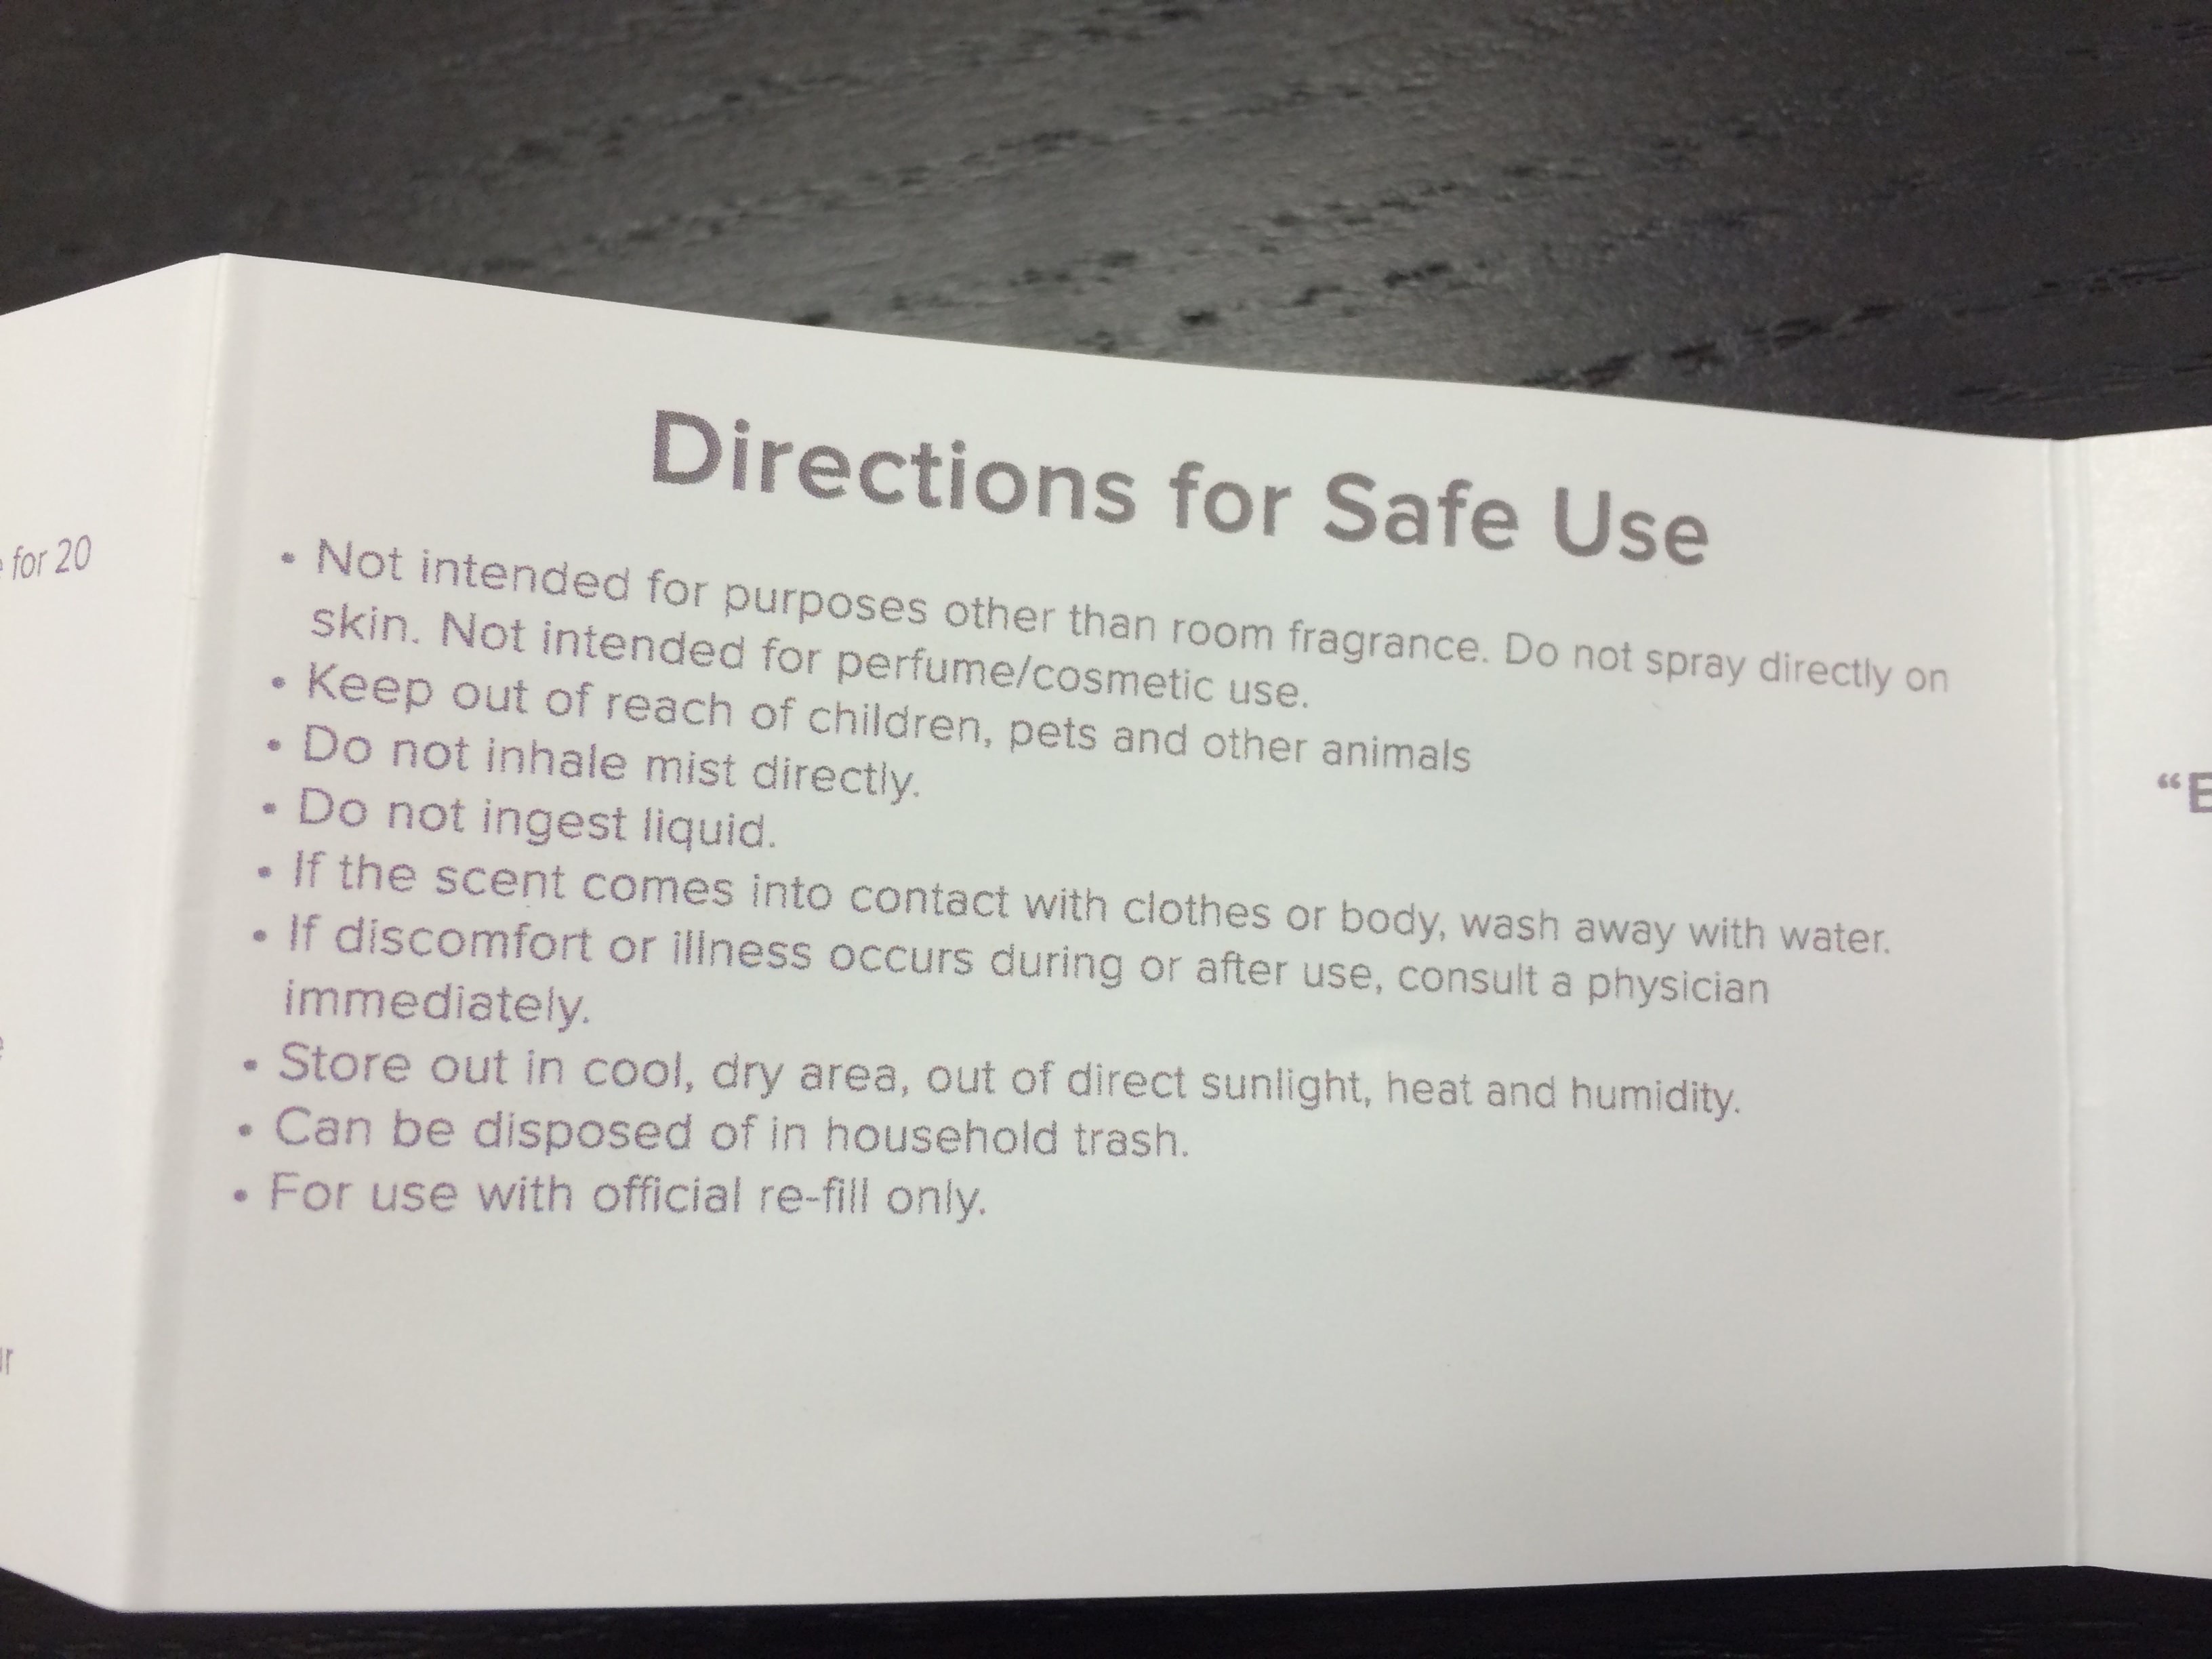 Directions for Safe Use
• Not intended for purposes other than room fragrance. Do not spray directly on
skin. Not intended for perfume/cosmetic use.
• Keep out of reach of children, pets and other animals
• Do not inhale mist directly.
• Do not ingest liquid.
• If the scent comes into contact with clothes or body, wash away with water.
• If discomfort or illness occurs during or after use, consult a physician
immediately.
• Store out in cool, dry area, out of direct sunlight, heat and humidity.
• Can be disposed of in household trash.
• For use with official re-fill only.
for 20